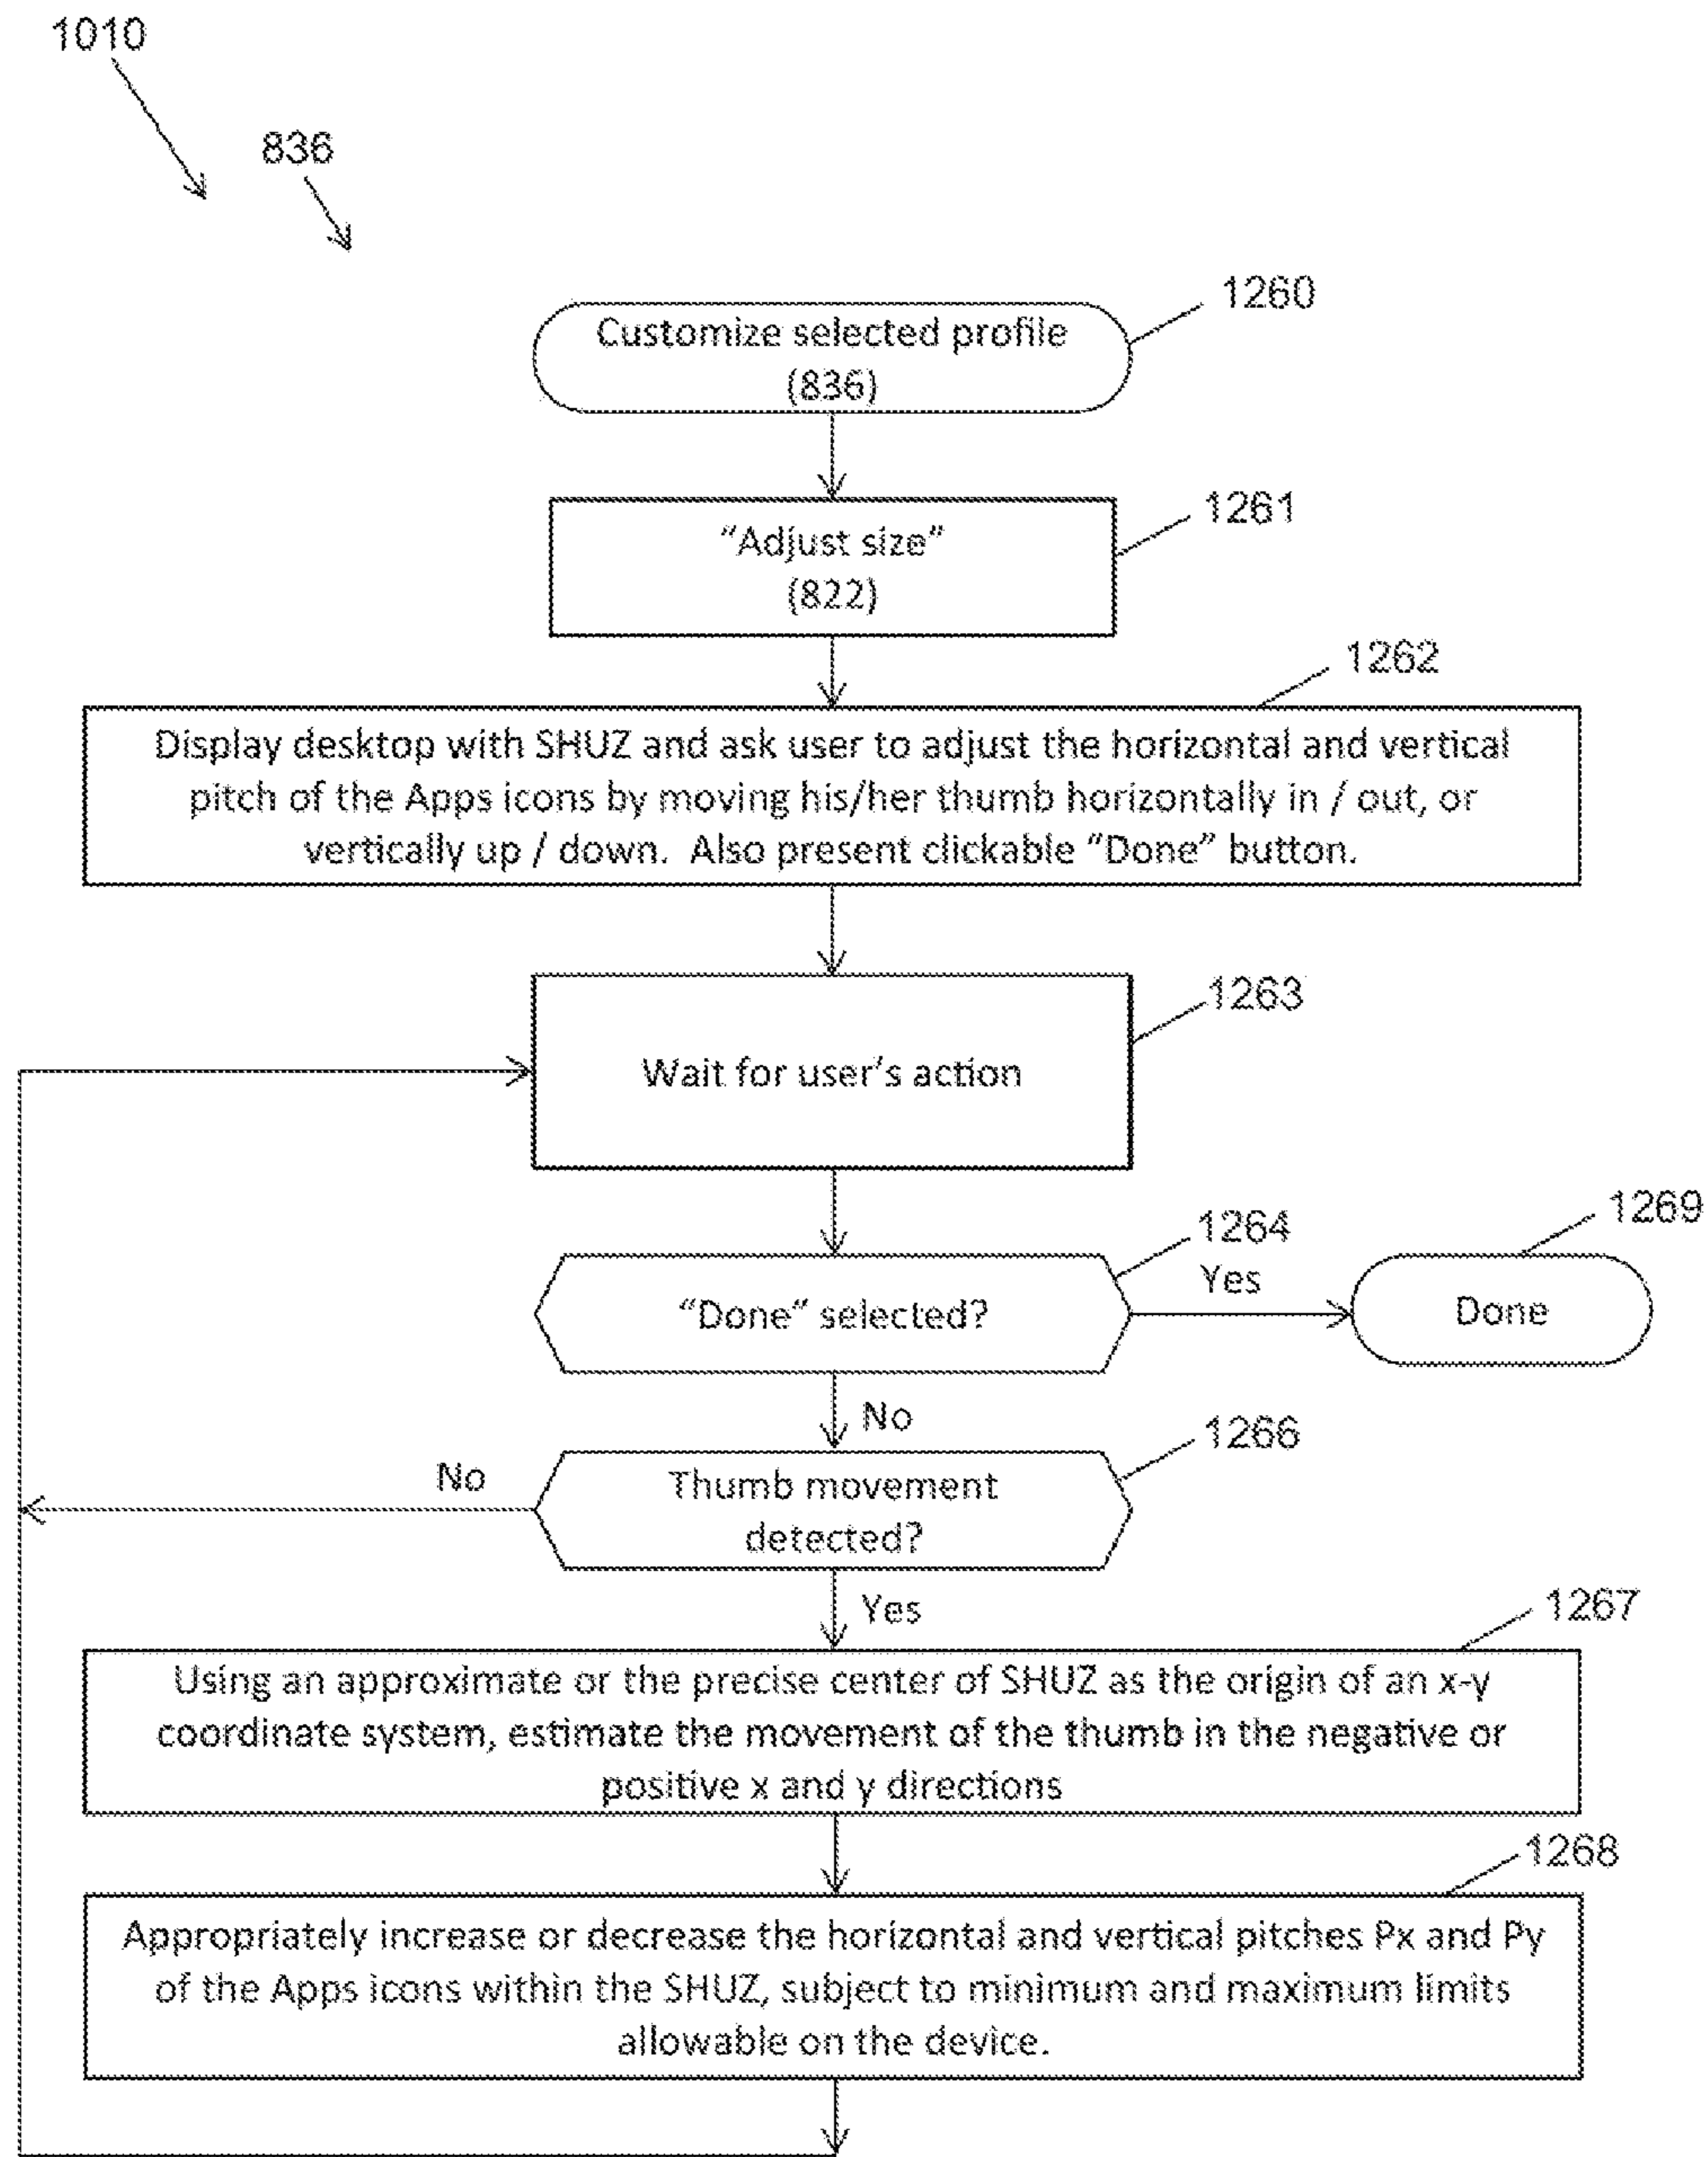 1010
836
1260
Customize selected profile
(836)
1261
“Adjust size”
(822)
1262
Display desktop with SHUZ and ask user to adjust the horizontal and vertical
pitch of the Apps icons by moving his/her thumb horizontally in / out, or
vertically up / down. Also present clickable “Done” button.
1263
Wait for user’s action
1264
“Done” selected?
Yes
1269
Done
No
1266
Thumb movement
detected?
No
Yes
1267
Using an approximate or the precise center of SHUZ as the origin of an x-y
coordinate system, estimate the movement of the thumb in the negative or
positive x and y directions
1268
Appropriately increase or decrease the horizontal and vertical pitches Px and Py
of the Apps icons within the SHUZ, subject to minimum and maximum limits
allowable on the device.